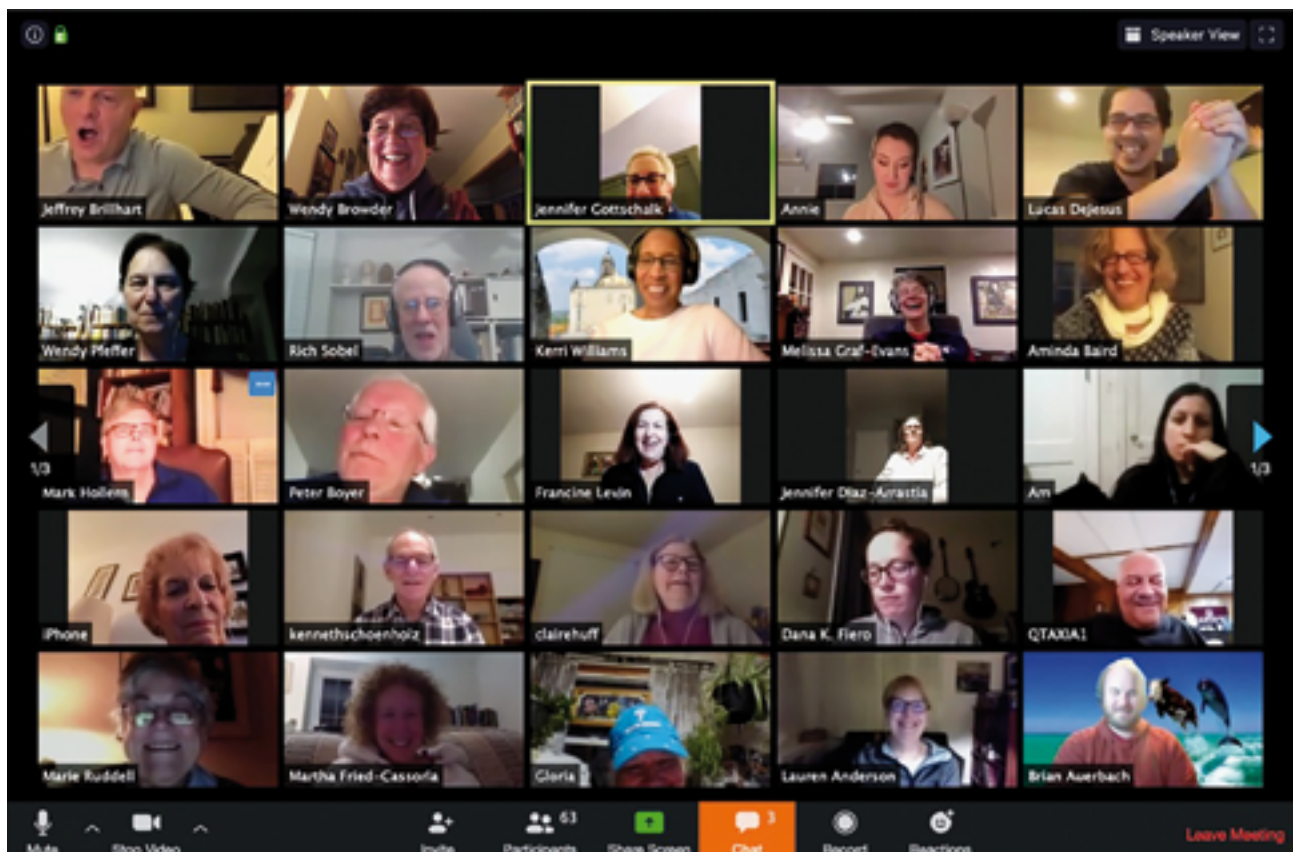 Speaker View
Jeffrey Brillhart
Wendy Browder
Jennifer Gottschalk
Annie
Lucas DeJesus
Wendy Pfeffer
Rich Sobel
Kerri Williams
Melissa Graf-Evans
Aminda Baird
1/3
Mark Hollern
Peter Boyer
Francine Levin
Jennifer Diaz-Arrastia
Am
1/3
iPhone
kennethschoenholz
clairehuff
Dana K. Fiero
QTAXIA1
Marie Ruddell
Martha Fried-Cassorla
Gloria
Lauren Anderson
Brian Auerbach
63
3
Mute
Stop Video
Invite
Participants
Share Screen
Chat
Record
Reactions
Leave Meeting